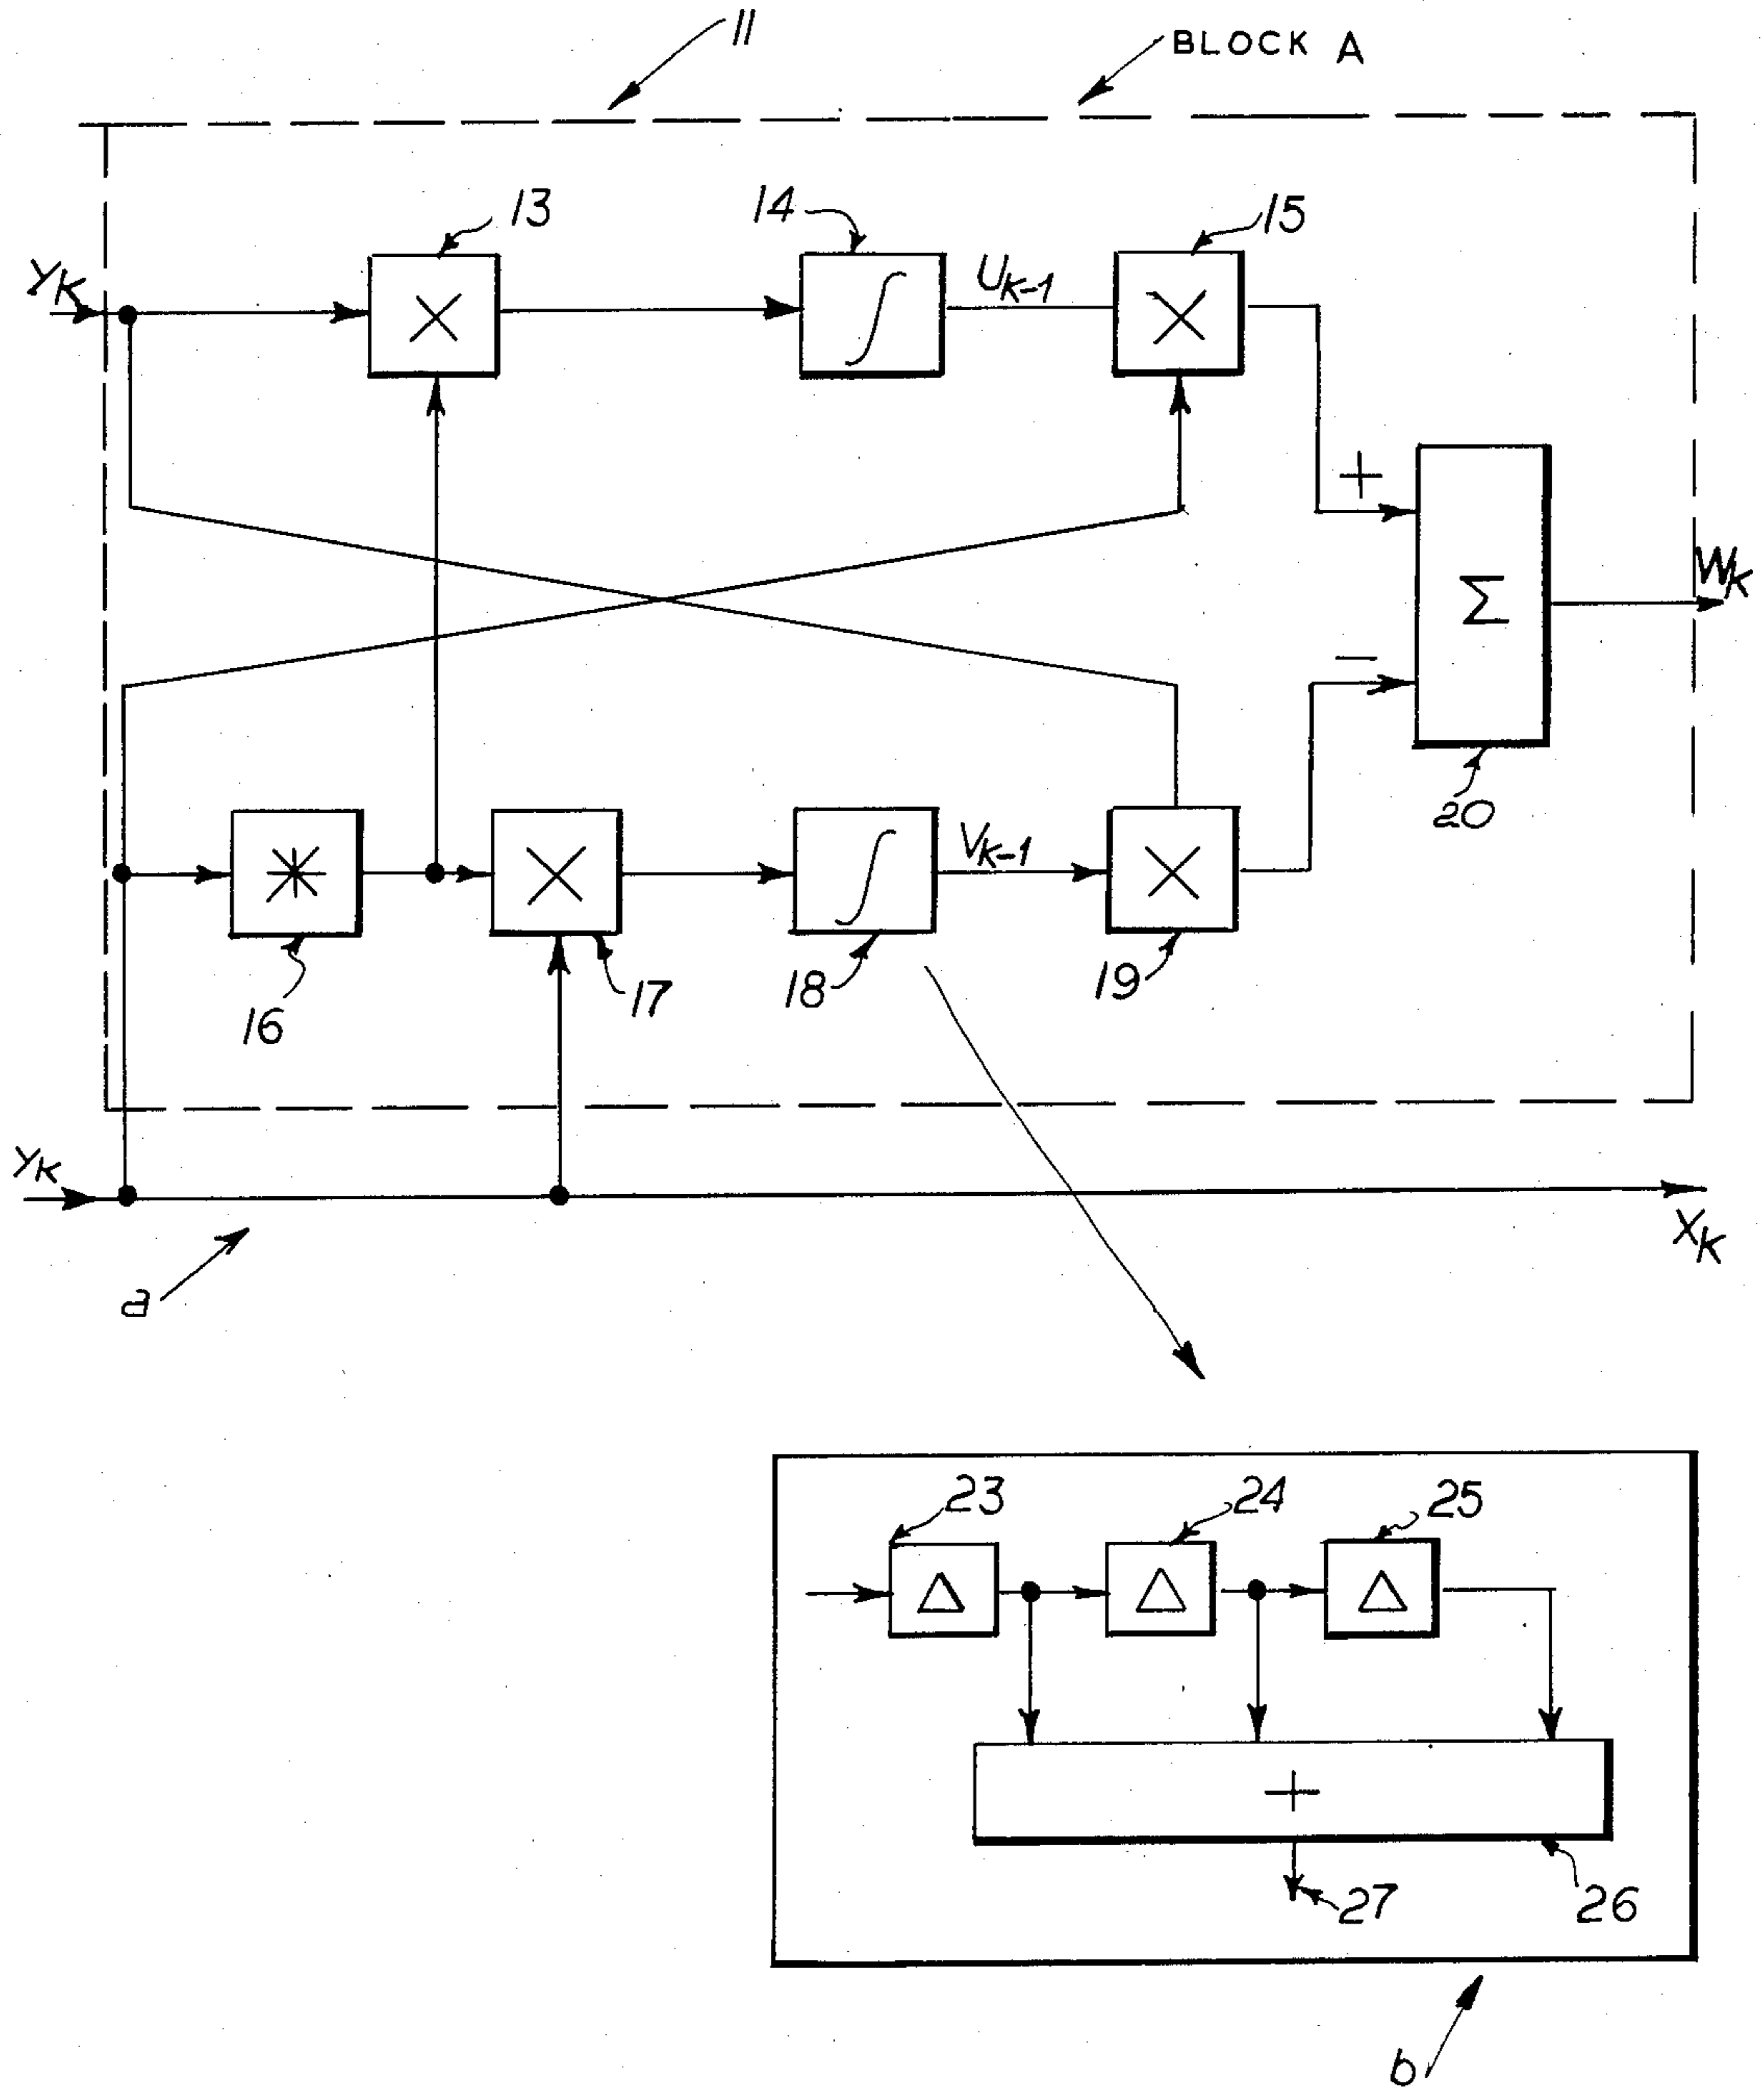 11
BLOCK A
13
14
15
YK
UK-1
×
∫
×
+
WK
Σ
−
20
VK-1
*
×
∫
×
16
17
18
19
YK
XK
a
23
24
25
Δ
Δ
Δ
+
27
26
b